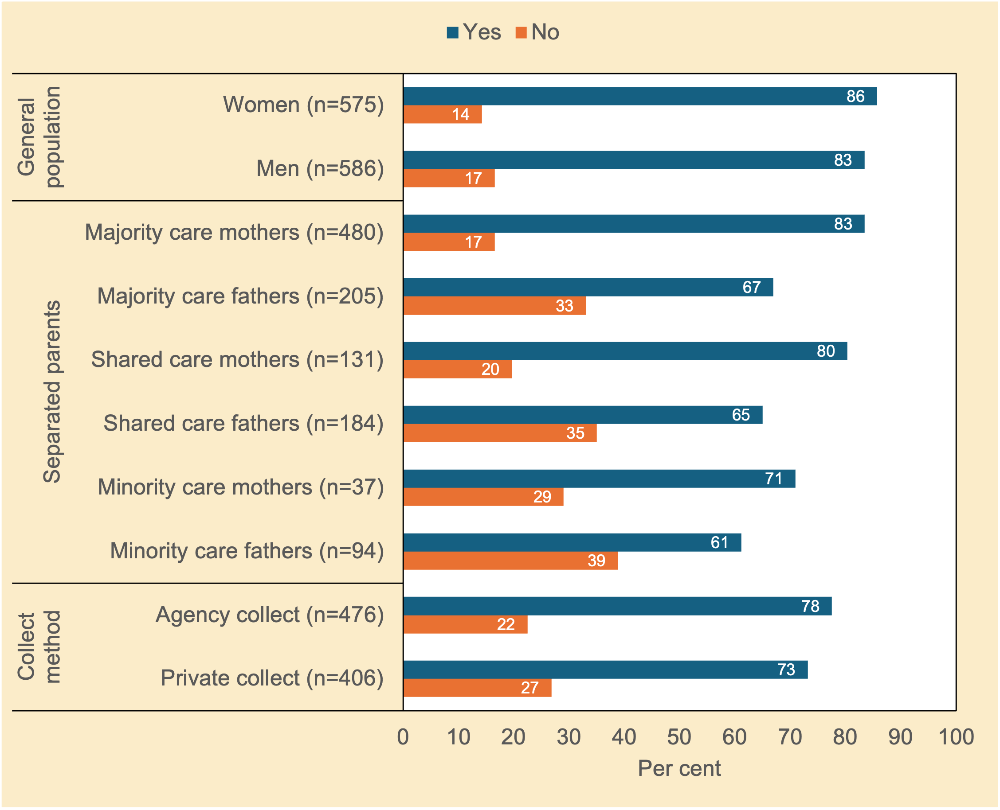 Yes No
General
population
Women (n=575)
86
14
Men (n=586)
83
17
Separated parents
Majority care mothers (n=480)
83
17
Majority care fathers (n=205)
67
33
Shared care mothers (n=131)
80
20
Shared care fathers (n=184)
65
35
Minority care mothers (n=37)
71
29
Minority care fathers (n=94)
61
39
Collect
method
Agency collect (n=476)
78
22
Private collect (n=406)
73
27
0 10 20 30 40 50 60 70 80 90 100
Per cent